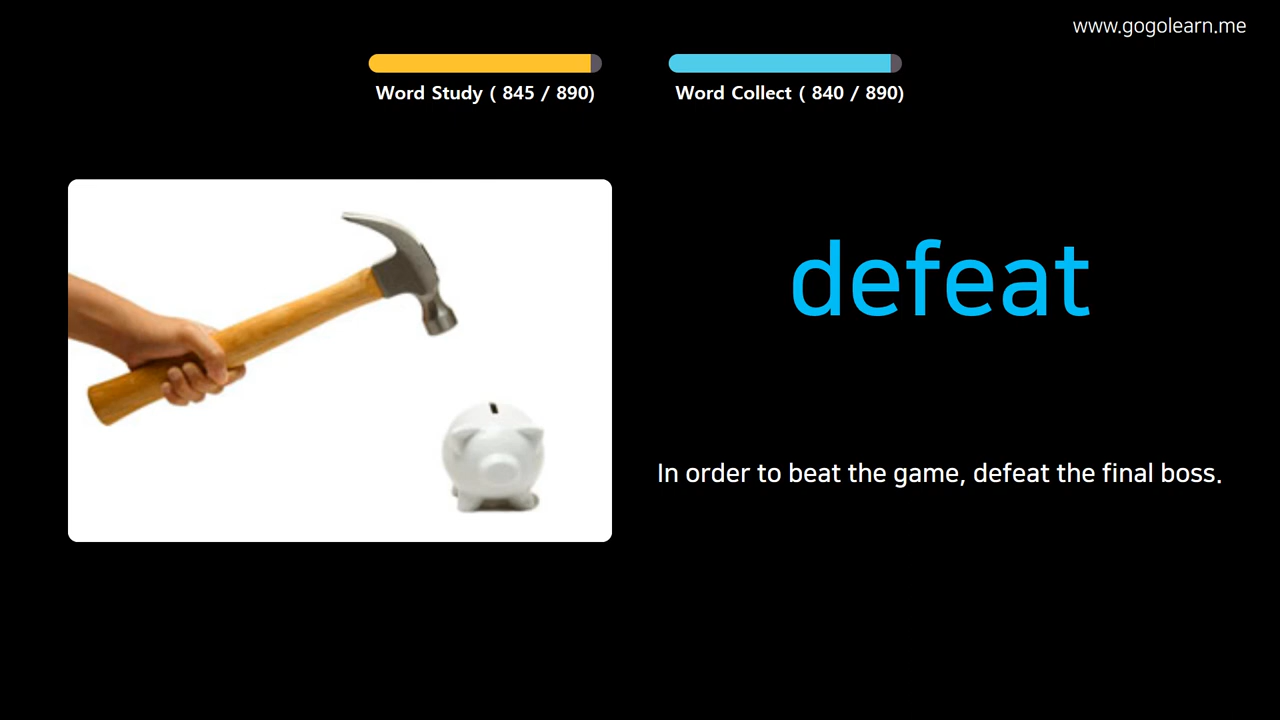 www.gogolearn.me
Word Study ( 845 / 890)
Word Collect ( 840 / 890)
defeat
In order to beat the game, defeat the final boss.